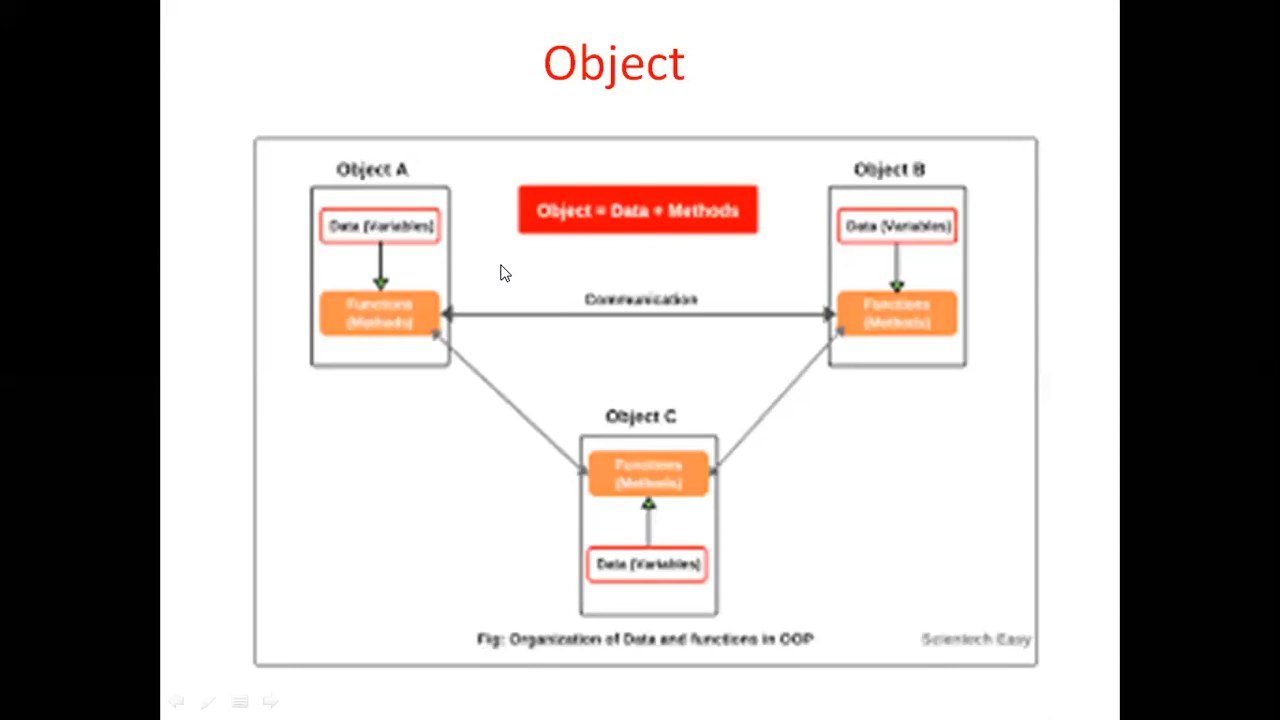 Object
Object A
Object B
Object = Data + Methods
Data (Variables)
Data (Variables)
Communication
Functions
(Methods)
Functions
(Methods)
Object C
Functions
(Methods)
Data (Variables)
Fig: Organization of Data and functions in OOP
Scientech Easy